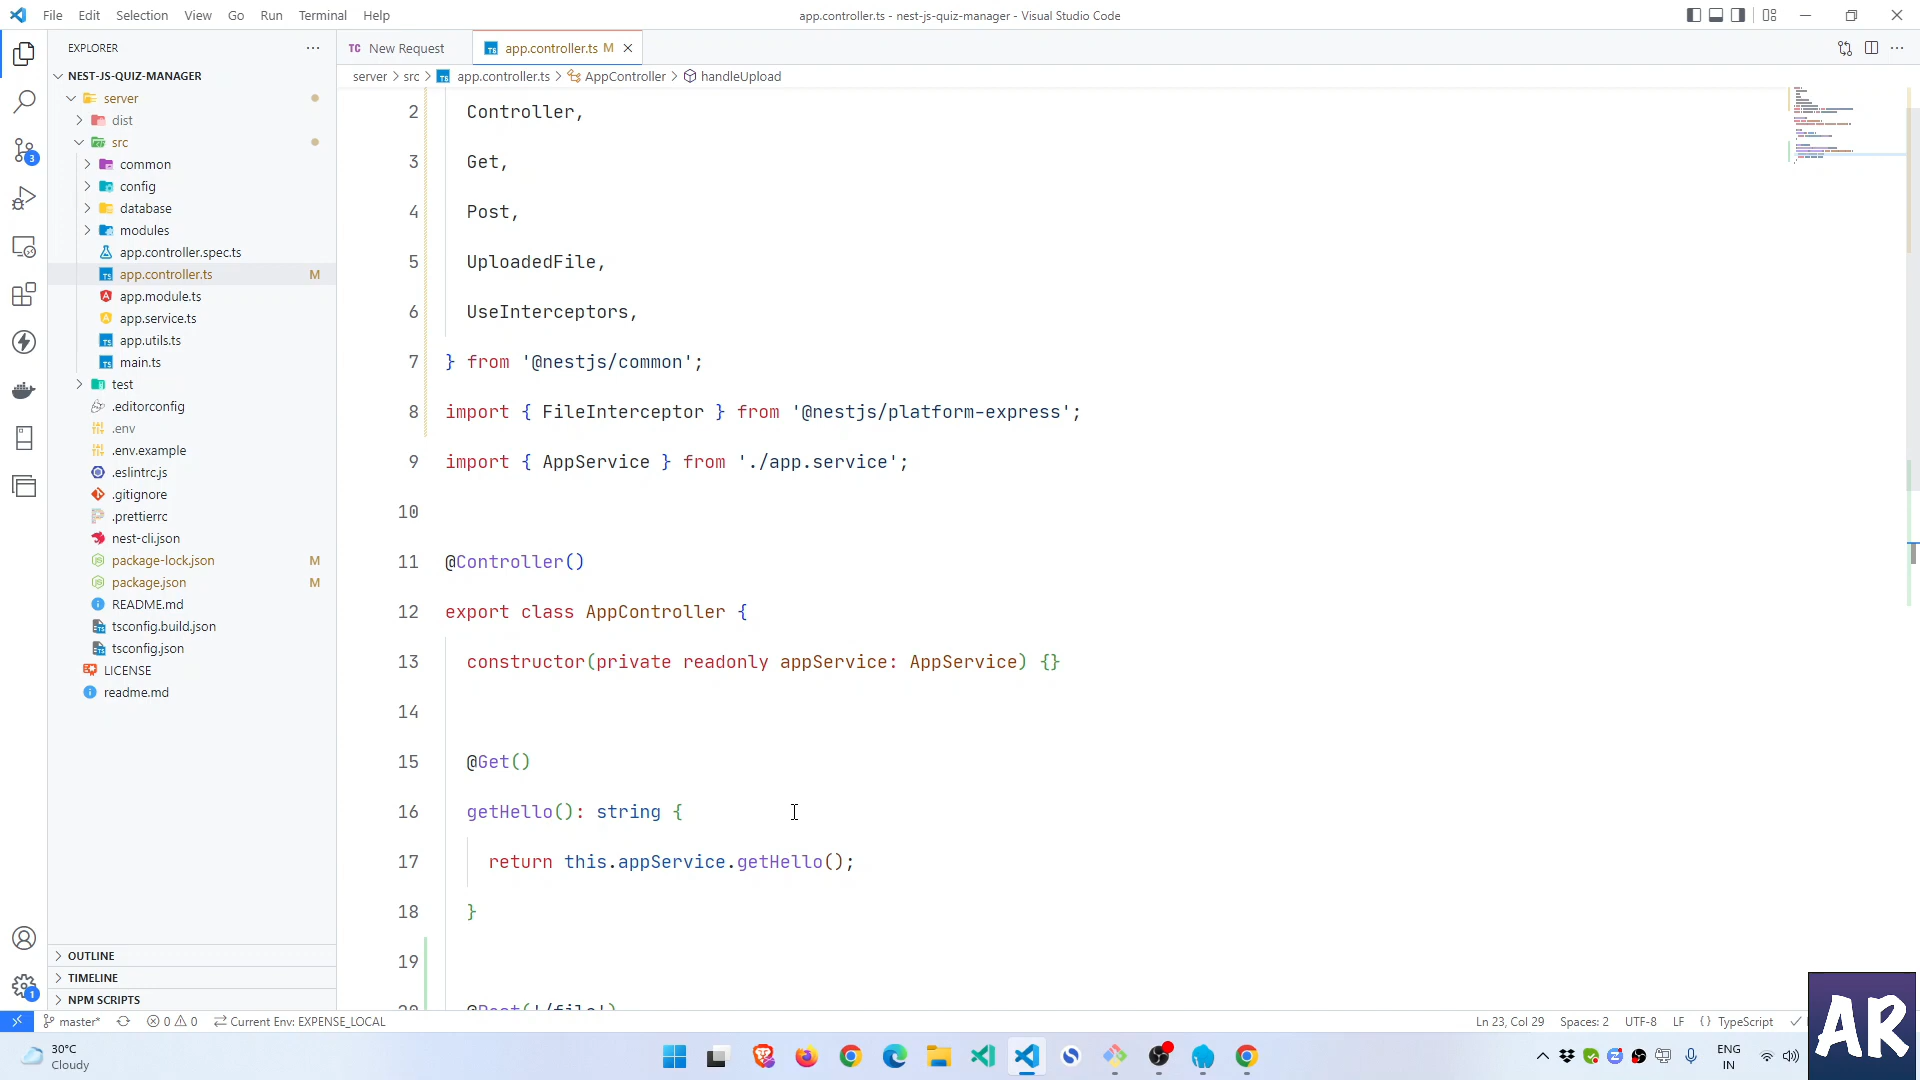 File Edit Selection View Go Run Terminal Help
app.controller.ts - nest-js-quiz-manager - Visual Studio Code
EXPLORER
NEST-JS-QUIZ-MANAGER
server
dist
src
common
config
database
modules
app.controller.spec.ts
app.controller.ts M
app.module.ts
app.service.ts
app.utils.ts
main.ts
test
.editorconfig
.env
.env.example
.eslintrc.js
.gitignore
.prettierrc
nest-cli.json
package-lock.json M
package.json M
README.md
tsconfig.build.json
tsconfig.json
LICENSE
readme.md
OUTLINE
TIMELINE
NPM SCRIPTS
3
1
TC New Request
TS app.controller.ts M
server > src > TS app.controller.ts > AppController > handleUpload
2 Controller,
3 Get,
4 Post,
5 UploadedFile,
6 UseInterceptors,
7 } from '@nestjs/common';
8 import { FileInterceptor } from '@nestjs/platform-express';
9 import { AppService } from './app.service';
10
11 @Controller()
12 export class AppController {
13 constructor(private readonly appService: AppService) {}
14
15 @Get()
16 getHello(): string {
17 return this.appService.getHello();
18 }
19
20 @Post('/file')
master* 0 0 Current Env: EXPENSE_LOCAL
Ln 23, Col 29 Spaces: 2 UTF-8 LF {} TypeScript
30°C
Cloudy
ENG
IN
AR